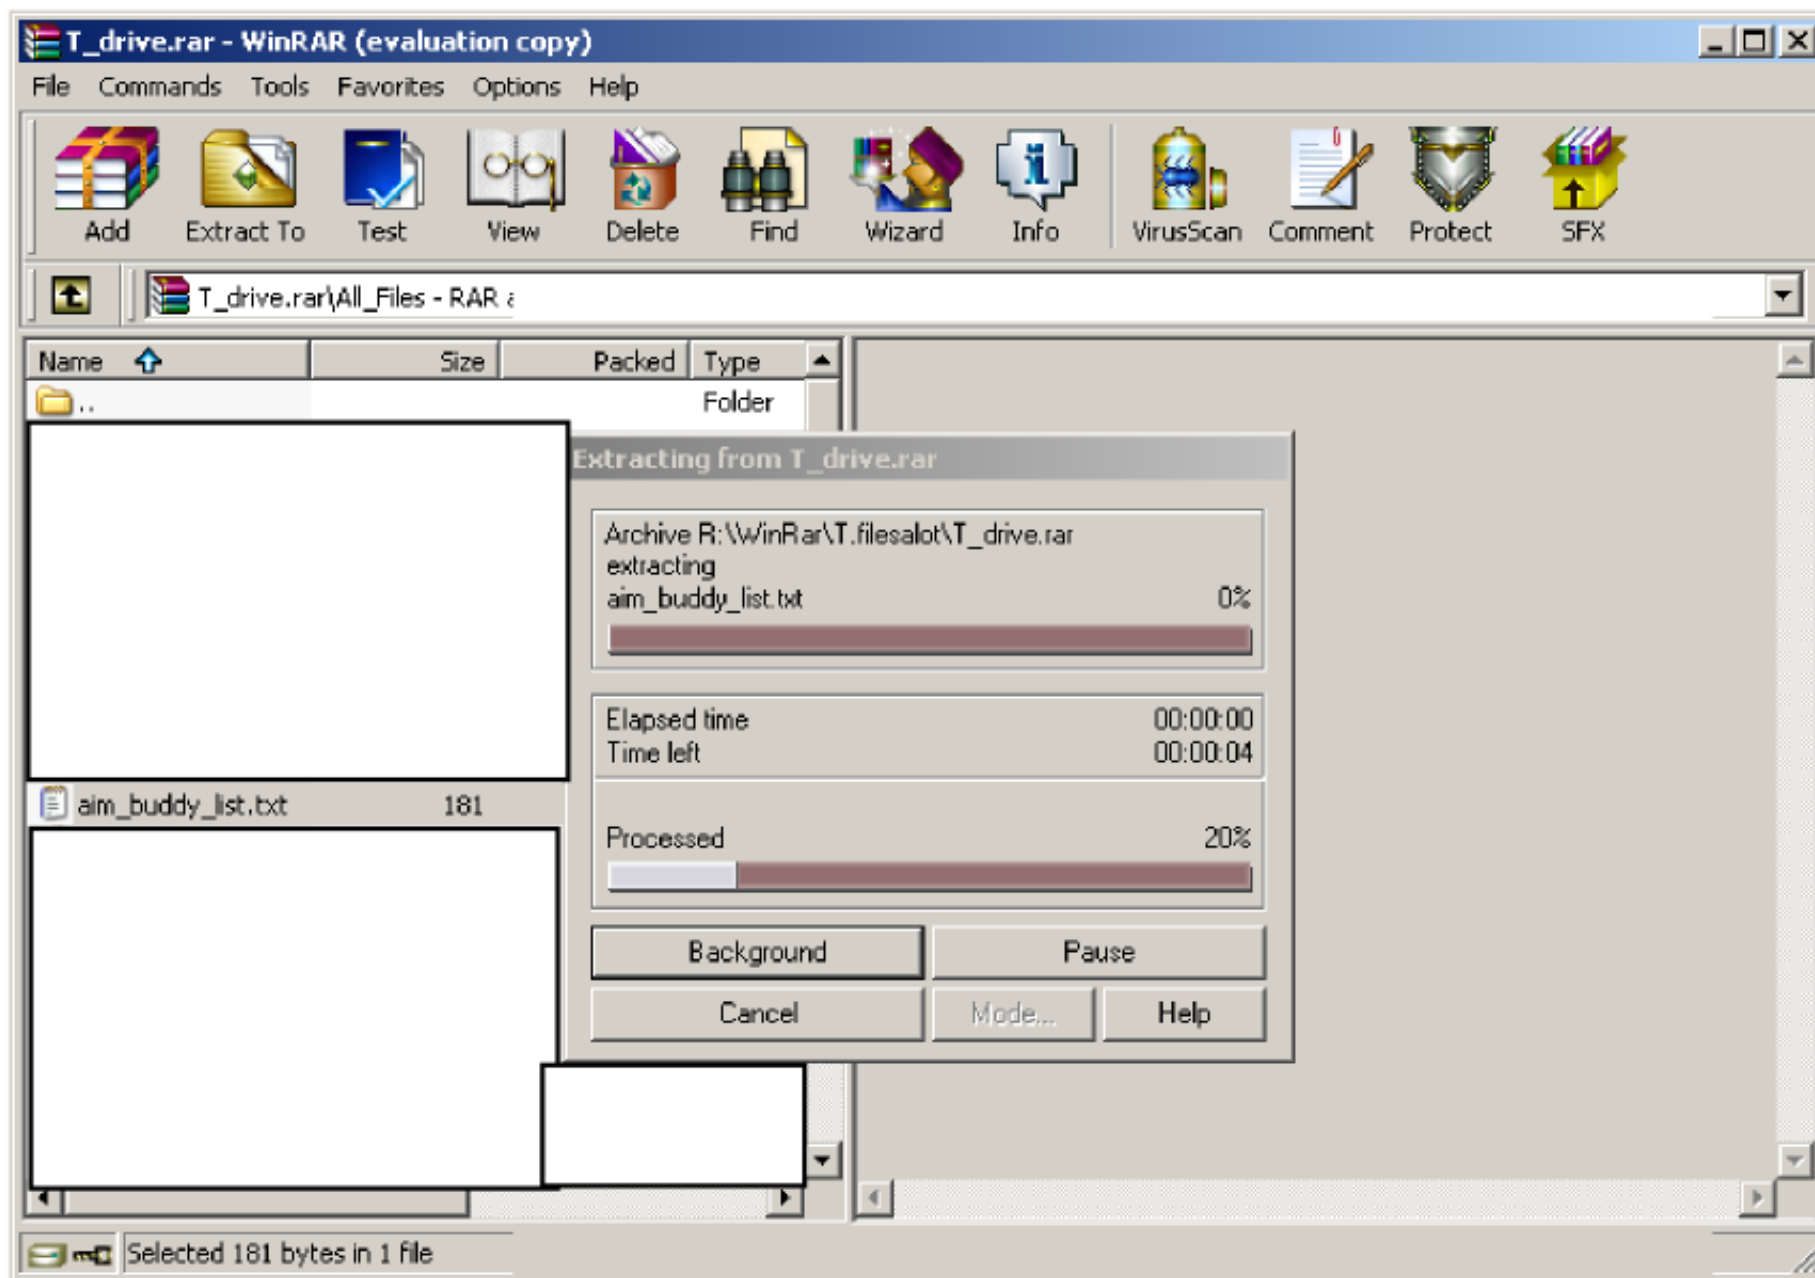 T_drive.rar - WinRAR (evaluation copy)
File Commands Tools Favorites Options Help
Add Extract To Test View Delete Find Wizard Info VirusScan Comment Protect SFX
T_drive.rar\All_Files - RAR
Name Size Packed Type
.. Folder
Extracting from T_drive.rar
Archive R:\WinRar\T.filesalot\T_drive.rar
extracting
aim_buddy_list.txt 0%
Elapsed time 00:00:00
Time left 00:00:04
aim_buddy_list.txt 181
Processed 20%
Background Pause
Cancel Mode... Help
Selected 181 bytes in 1 file